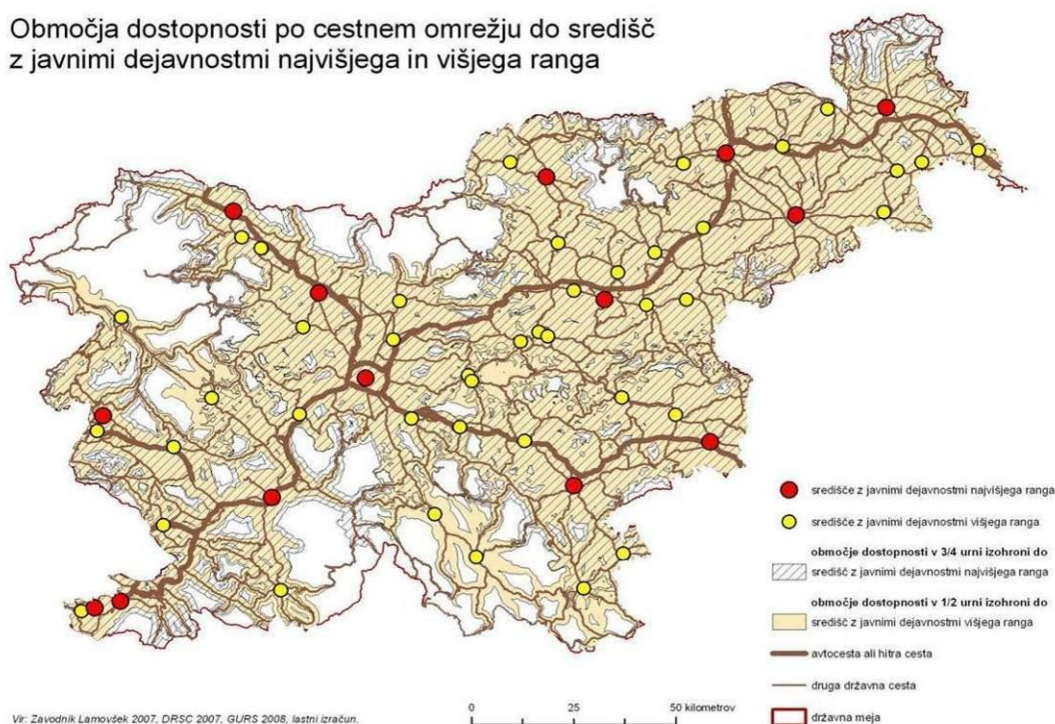 Območja dostopnosti po cestnem omrežju do središč
z javnimi dejavnostmi najvišjega in višjega ranga
središče z javnimi dejavnostmi najvišjega ranga
središče z javnimi dejavnostmi višjega ranga
območje dostopnosti v 3/4 urni izohroni do
središč z javnimi dejavnostmi najvišjega ranga
območje dostopnosti v 1/2 urni izohroni do
središč z javnimi dejavnostmi višjega ranga
avtocesta ali hitra cesta
druga državna cesta
državna meja
0 25 50 kilometrov
Vir: Zavodnik Lamovšek 2007, DRSC 2007, GURS 2008, lastni izračun.